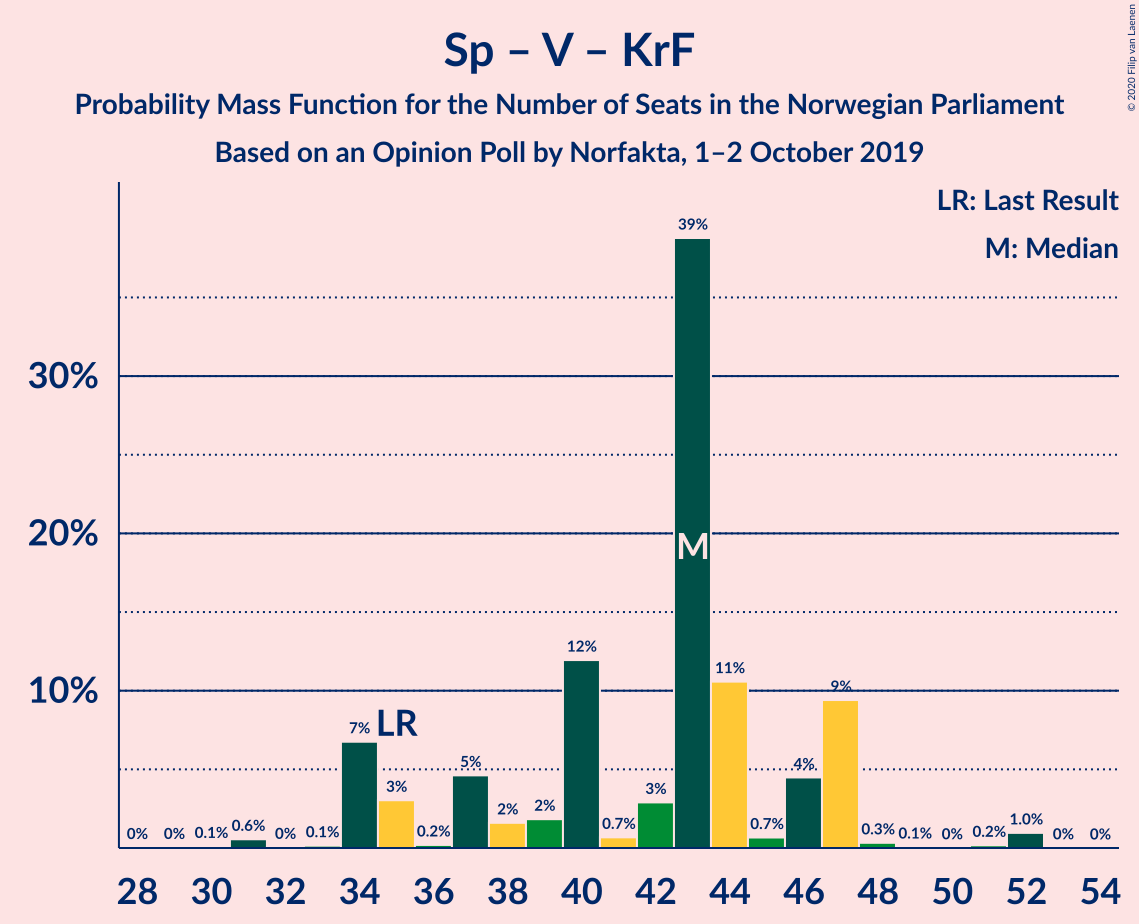 Sp – V – KrF
Probability Mass Function for the Number of Seats in the Norwegian Parliament
Based on an Opinion Poll by Norfakta, 1–2 October 2019
© 2020 Filip van Laenen
LR: Last Result
M: Median
30%
20%
10%
0% 0% 0.1% 0.6% 0% 0.1% 7% 3% 0.2% 5% 2% 2% 12% 0.7% 3% 39% 11% 0.7% 4% 9% 0.3% 0.1% 0% 0.2% 1.0% 0% 0%
LR
M
28 30 32 34 36 38 40 42 44 46 48 50 52 54